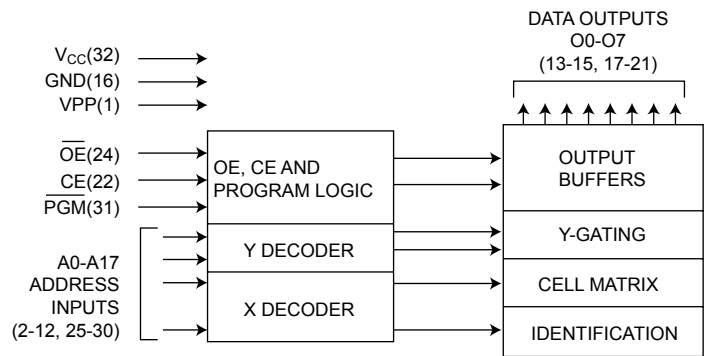 DATA OUTPUTS
O0-O7
(13-15, 17-21)
VCC(32)
GND(16)
VPP(1)
OE(24)
CE(22)
PGM(31)
OE, CE AND
PROGRAM LOGIC
OUTPUT
BUFFERS
A0-A17
ADDRESS
INPUTS
(2-12, 25-30)
Y DECODER
Y-GATING
X DECODER
CELL MATRIX
IDENTIFICATION